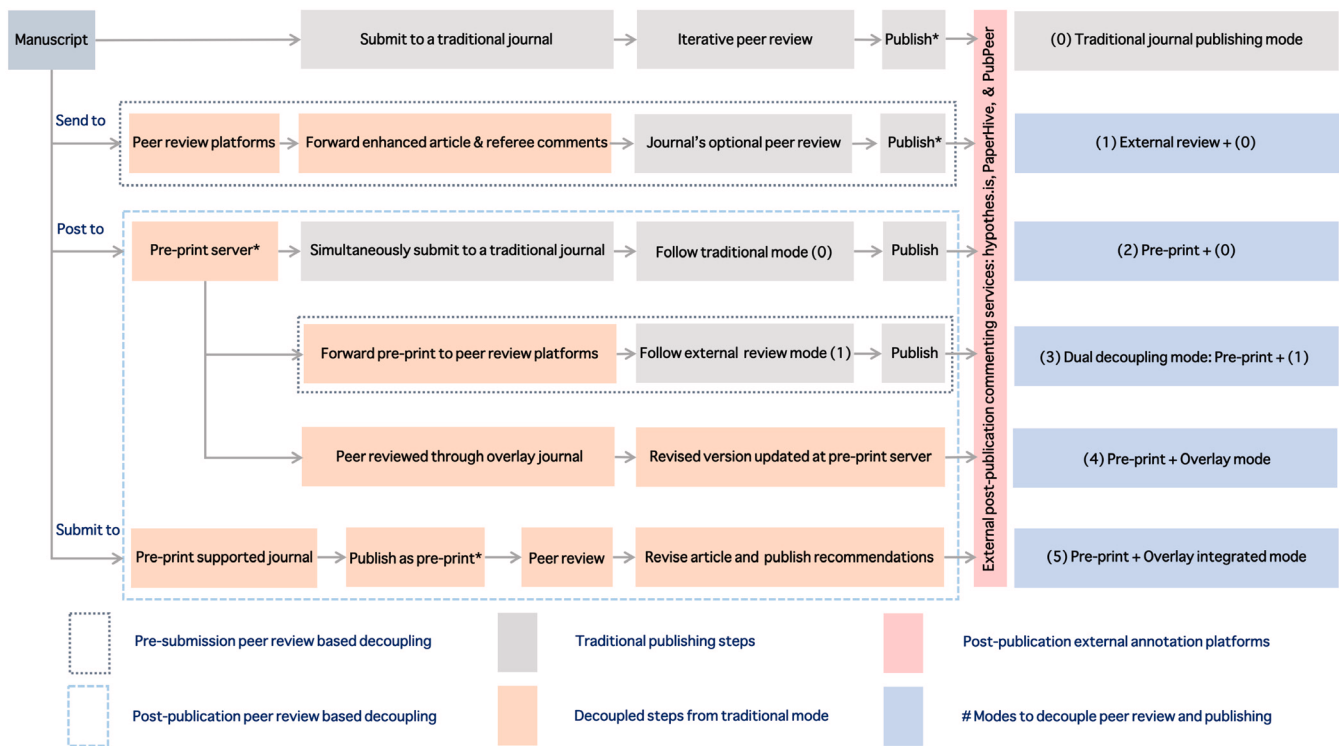 Manuscript
Submit to a traditional journal
Iterative peer review
Publish*
(0) Traditional journal publishing mode
Send to
Peer review platforms
Forward enhanced article & referee comments
Journal's optional peer review
Publish*
(1) External review + (0)
Post to
Pre-print server*
Simultaneously submit to a traditional journal
Follow traditional mode (0)
Publish
(2) Pre-print + (0)
Forward pre-print to peer review platforms
Follow external review mode (1)
Publish
(3) Dual decoupling mode: Pre-print + (1)
Peer reviewed through overlay journal
Revised version updated at pre-print server
(4) Pre-print + Overlay mode
Submit to
Pre-print supported journal
Publish as pre-print*
Peer review
Revise article and publish recommendations
(5) Pre-print + Overlay integrated mode
External post-publication commenting services: hypothes.is, PaperHive, & PubPeer
Pre-submission peer review based decoupling
Traditional publishing steps
Post-publication external annotation platforms
Post-publication peer review based decoupling
Decoupled steps from traditional mode
# Modes to decouple peer review and publishing